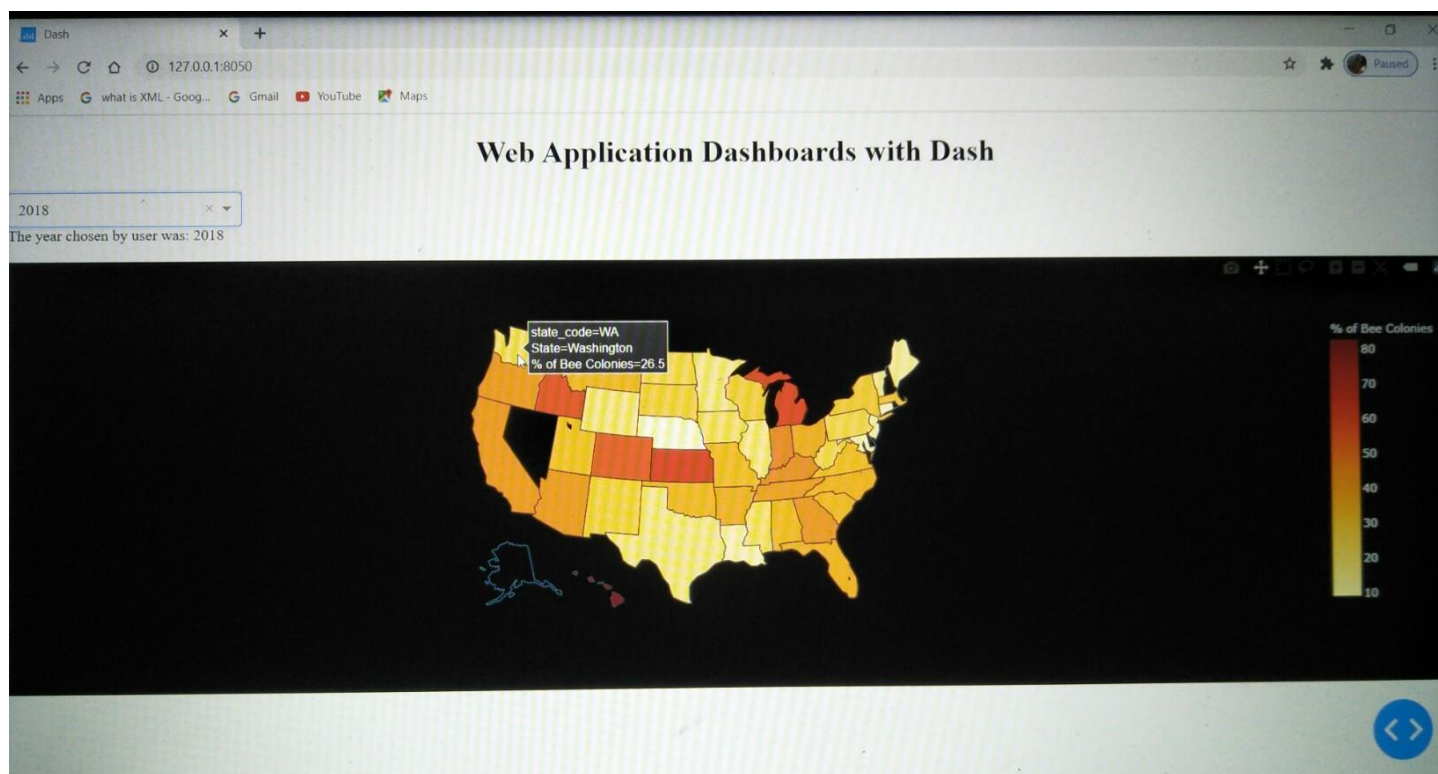 Dash
127.0.0.1:8050
Paused
Apps
what is XML - Goog...
Gmail
YouTube
Maps
Web Application Dashboards with Dash
2018
The year chosen by user was: 2018
state_code=WA
State=Washington
% of Bee Colonies=26.5
% of Bee Colonies
80
70
60
50
40
30
20
10